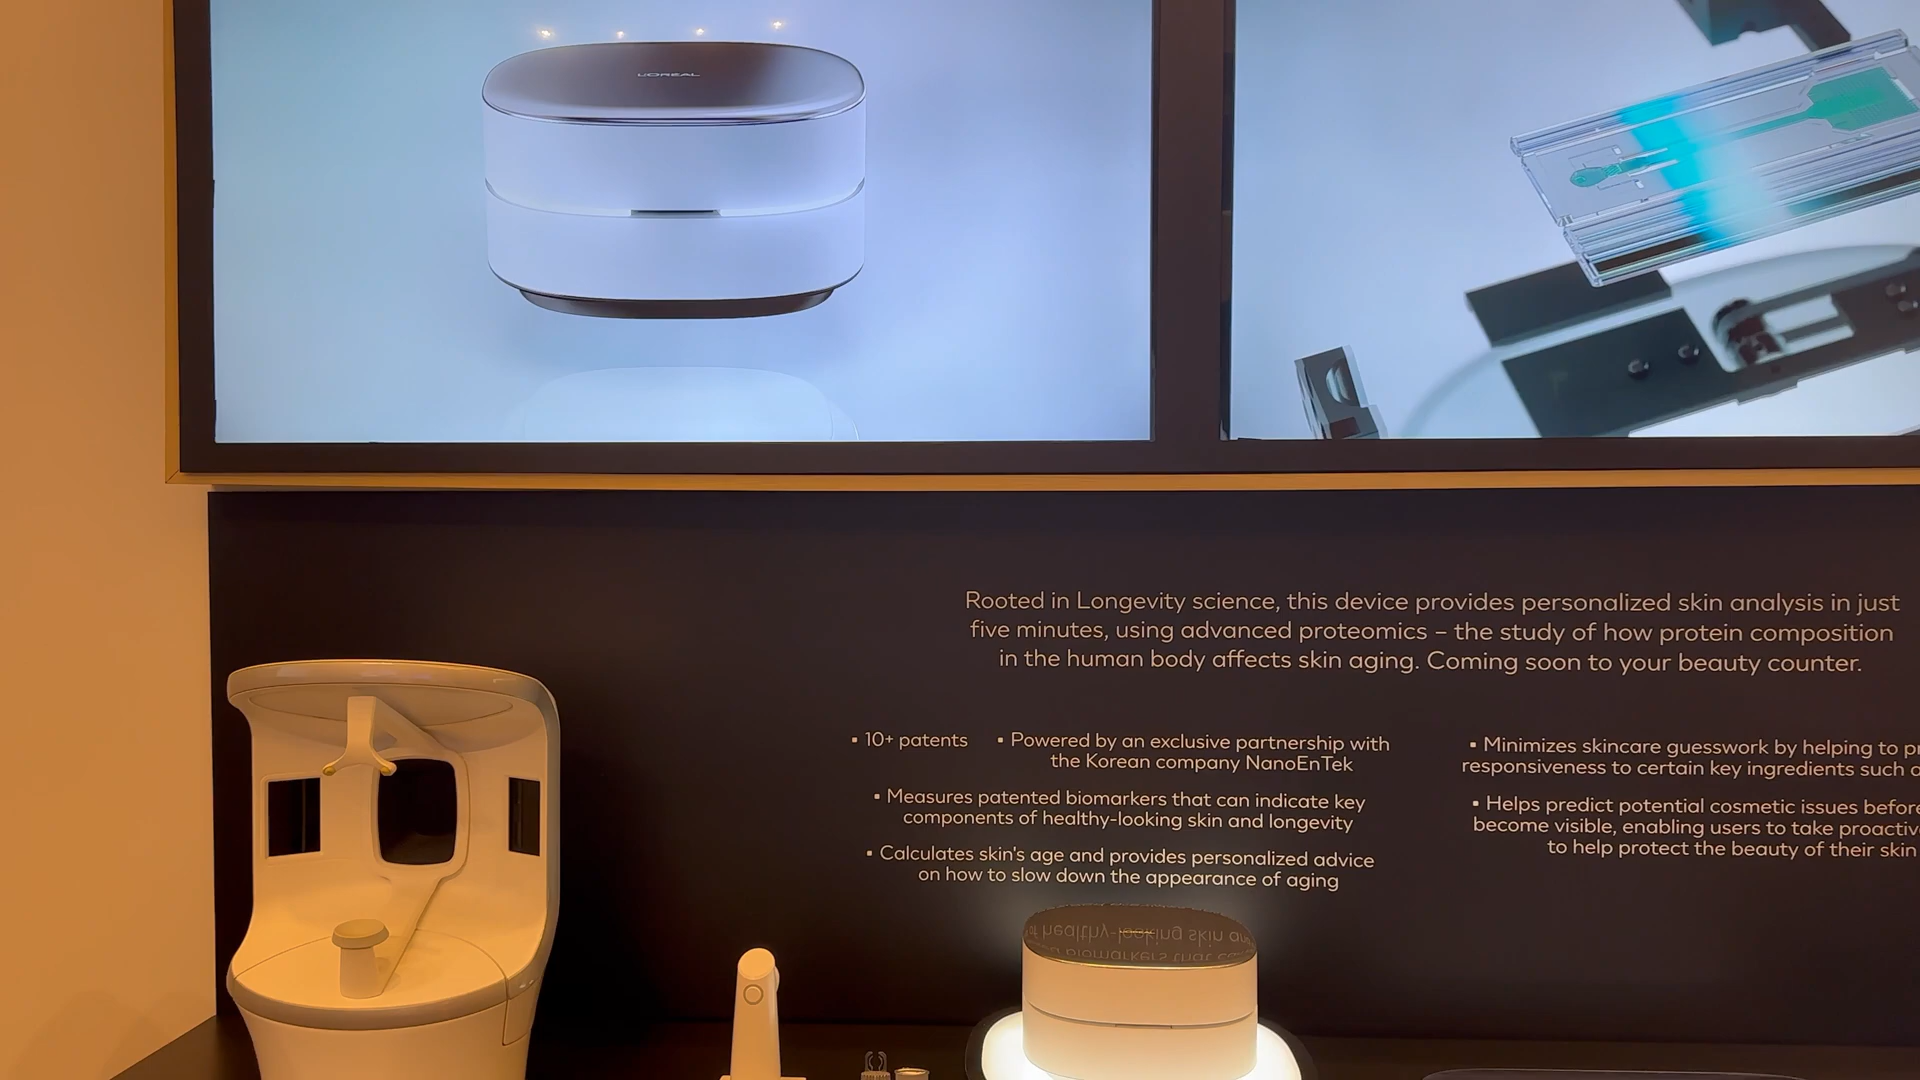 L'ORÉAL
Rooted in Longevity science, this device provides personalized skin analysis in just
five minutes, using advanced proteomics – the study of how protein composition
in the human body affects skin aging. Coming soon to your beauty counter.
▪ 10+ patents
▪ Powered by an exclusive partnership with
the Korean company NanoEnTek
▪ Measures patented biomarkers that can indicate key
components of healthy-looking skin and longevity
▪ Calculates skin's age and provides personalized advice
on how to slow down the appearance of aging
▪ Minimizes skincare guesswork by helping to
responsiveness to certain key ingredients such
▪ Helps predict potential cosmetic issues before
become visible, enabling users to take
to help protect the beauty of their skin